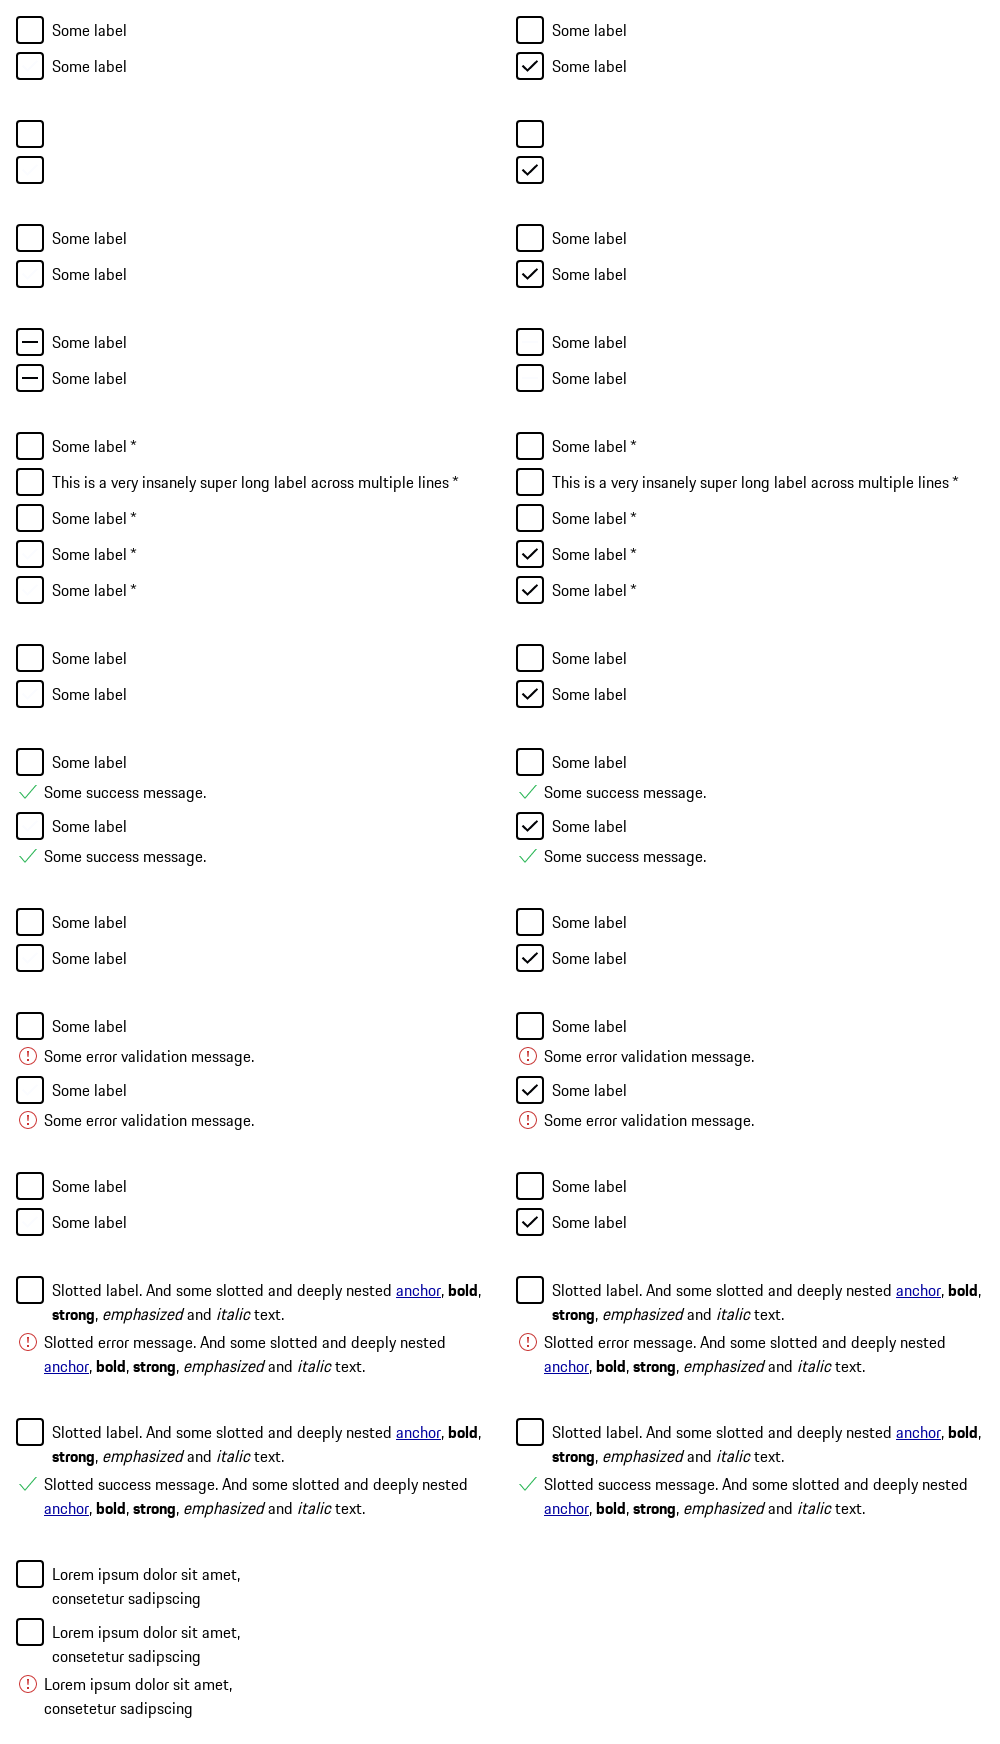 Some label
Some label
Some label
Some label
Some label
Some label
Some label
Some label
Some label
Some label
Some label
Some label
Some label *
Some label *
This is a very insanely super long label across multiple lines *
This is a very insanely super long label across multiple lines *
Some label *
Some label *
Some label *
Some label *
Some label *
Some label *
Some label
Some label
Some label
Some label
Some label
Some label
Some success message.
Some success message.
Some label
Some label
Some success message.
Some success message.
Some label
Some label
Some label
Some label
Some label
Some label
Some error validation message.
Some error validation message.
Some label
Some label
Some error validation message.
Some error validation message.
Some label
Some label
Some label
Some label
Slotted label. And some slotted and deeply nested anchor, bold,
strong, emphasized and italic text.
Slotted error message. And some slotted and deeply nested
anchor, bold, strong, emphasized and italic text.
Slotted label. And some slotted and deeply nested anchor, bold,
strong, emphasized and italic text.
Slotted error message. And some slotted and deeply nested
anchor, bold, strong, emphasized and italic text.
Slotted label. And some slotted and deeply nested anchor, bold,
strong, emphasized and italic text.
Slotted success message. And some slotted and deeply nested
anchor, bold, strong, emphasized and italic text.
Slotted label. And some slotted and deeply nested anchor, bold,
strong, emphasized and italic text.
Slotted success message. And some slotted and deeply nested
anchor, bold, strong, emphasized and italic text.
Lorem ipsum dolor sit amet,
consetetur sadipscing
Lorem ipsum dolor sit amet,
consetetur sadipscing
Lorem ipsum dolor sit amet,
consetetur sadipscing